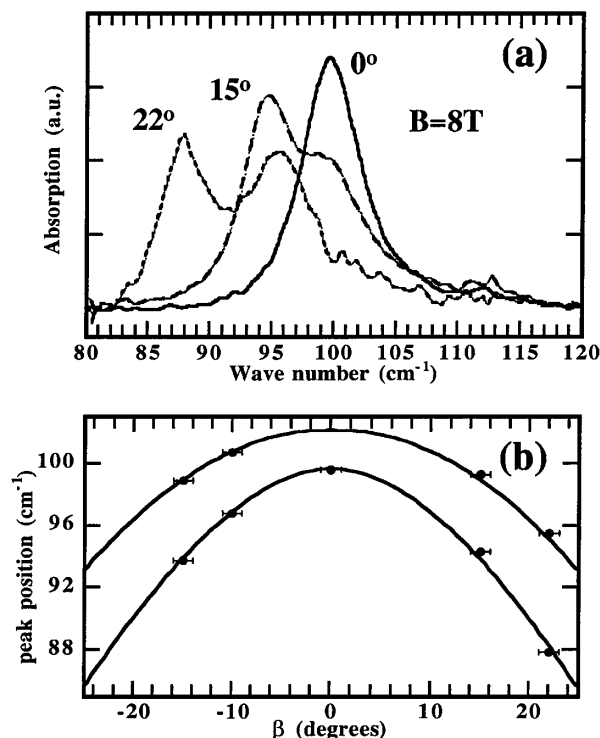 (a)
0°
15°
22°
B=8T
Absorption (a.u.)
80 85 90 95 100 105 110 115 120
Wave number (cm-1)
(b)
peak position (cm-1)
100
96
92
88
-20 -10 0 10 20
β (degrees)